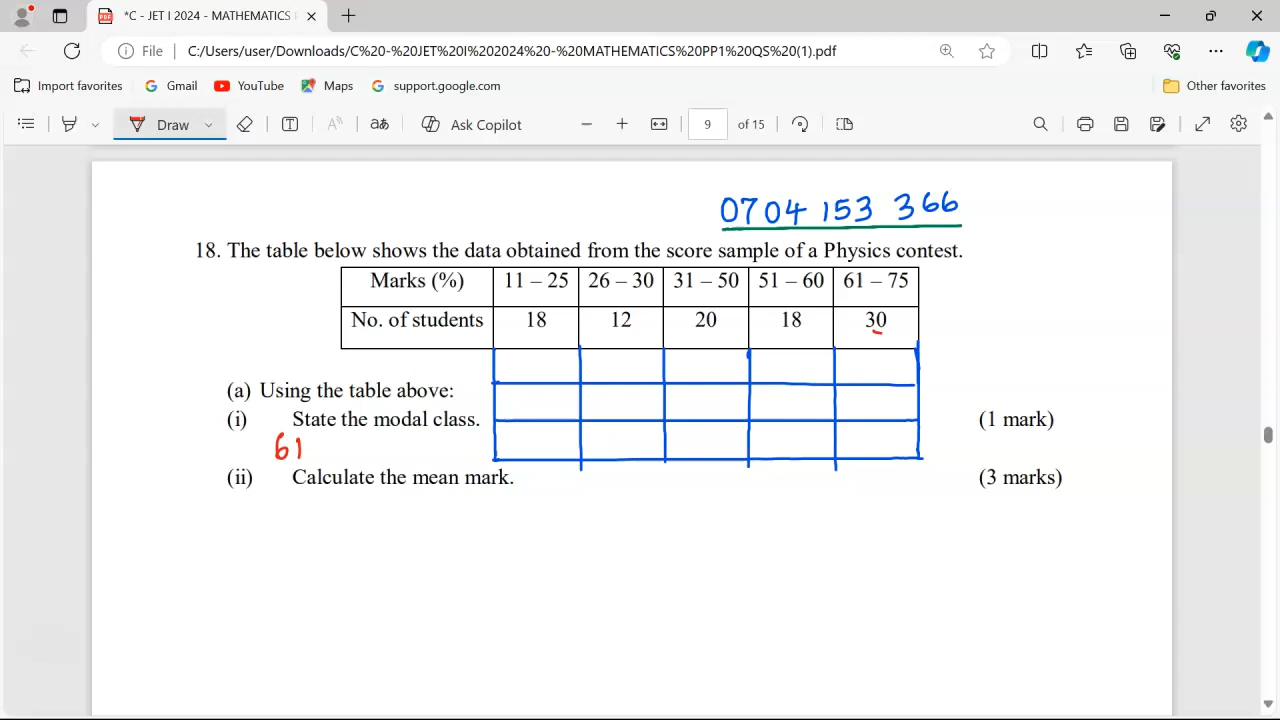 *C - JET I 2024 - MATHEMATICS
File C:/Users/user/Downloads/C%20-%20JET%20I%202024%20-%20MATHEMATICS%20PP1%20QS%20(1).pdf
Import favorites Gmail YouTube Maps support.google.com Other favorites
Draw aあ Ask Copilot 9 of 15
0704 153 366
18. The table below shows the data obtained from the score sample of a Physics contest.
Marks (%) 11 – 25 26 – 30 31 – 50 51 – 60 61 – 75
No. of students 18 12 20 18 30
(a) Using the table above:
(i) State the modal class. (1 mark)
61
(ii) Calculate the mean mark. (3 marks)